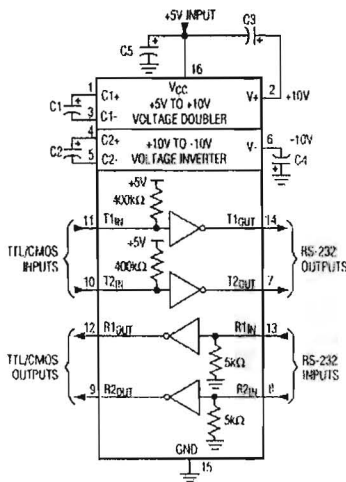 +5V INPUT
C3
C5
16
1
C1+
VCC
V+
2
+10V
C1
+5V TO +10V
3
C1-
VOLTAGE DOUBLER
4
C2+
+10V TO -10V
V-
6
-10V
C2
5
C2-
VOLTAGE INVERTER
C4
+5V
400kΩ
11
T1IN
T1OUT
14
TTL/CMOS
INPUTS
+5V
400kΩ
RS-232
OUTPUTS
10
T2IN
T2OUT
7
12
R1OUT
R1IN
13
TTL/CMOS
OUTPUTS
5kΩ
RS-232
INPUTS
9
R2OUT
R2IN
8
5kΩ
GND
15